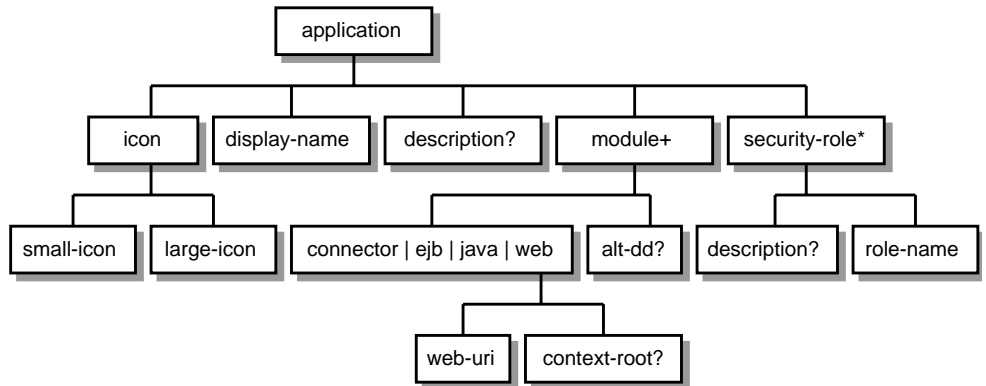 application
icon
display-name
description?
module+
security-role*
small-icon
large-icon
connector | ejb | java | web
alt-dd?
description?
role-name
web-uri
context-root?